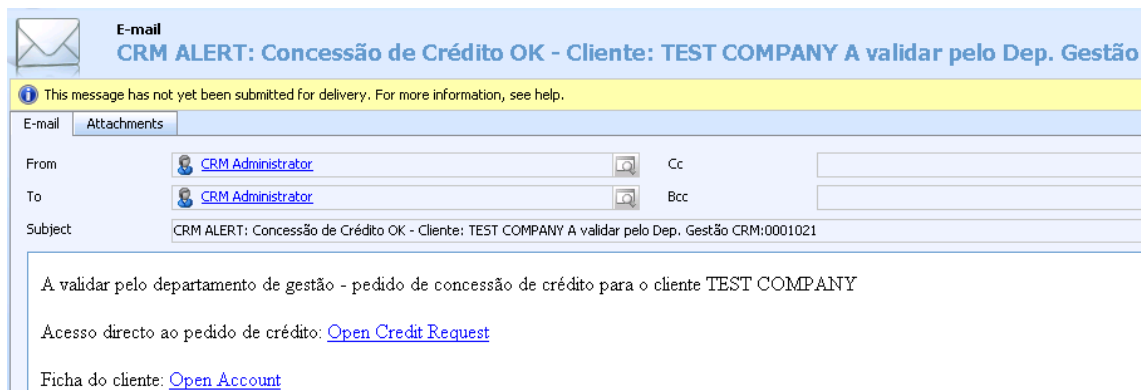 E-mail
CRM ALERT: Concessão de Crédito OK - Cliente: TEST COMPANY A validar pelo Dep. Gestão
This message has not yet been submitted for delivery. For more information, see help.
E-mail Attachments
From CRM Administrator Cc
To CRM Administrator Bcc
Subject CRM ALERT: Concessão de Crédito OK - Cliente: TEST COMPANY A validar pelo Dep. Gestão CRM:0001021
A validar pelo departamento de gestão - pedido de concessão de crédito para o cliente TEST COMPANY
Acesso directo ao pedido de crédito: Open Credit Request
Ficha do cliente: Open Account